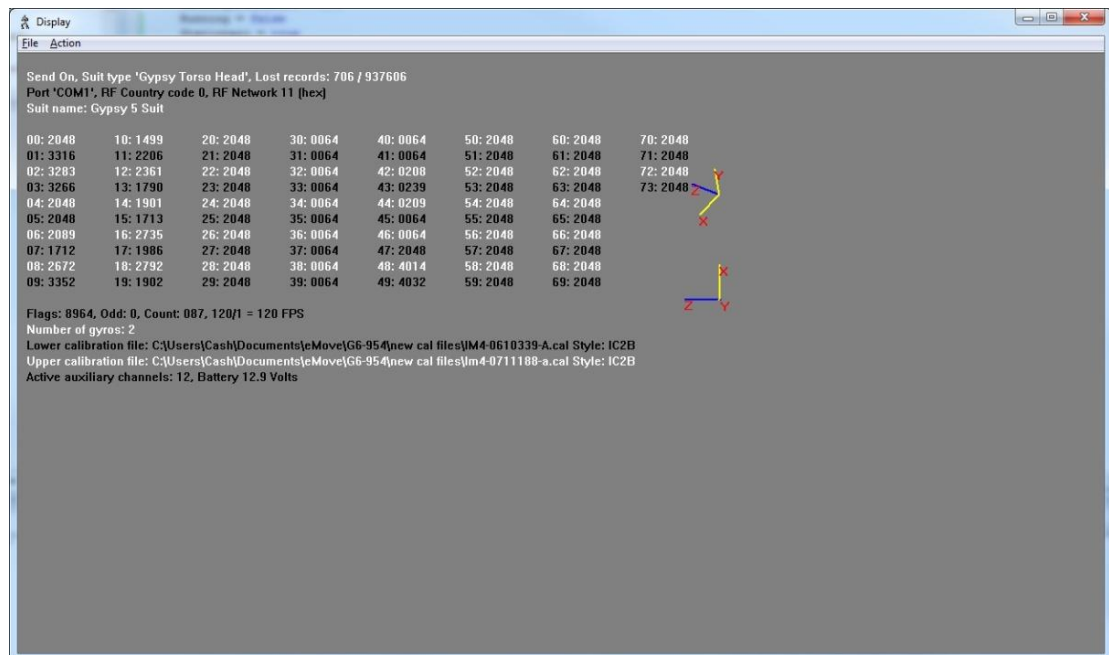 Display
File Action
Send On, Suit type 'Gypsy Torso Head', Lost records: 706 / 937606
Port 'COM1', RF Country code 0, RF Network 11 (hex)
Suit name: Gypsy 5 Suit
00: 2048 10: 1499 20: 2048 30: 0064 40: 0064 50: 2048 60: 2048 70: 2048
01: 3316 11: 2206 21: 2048 31: 0064 41: 0064 51: 2048 61: 2048 71: 2048
02: 3283 12: 2361 22: 2048 32: 0064 42: 0208 52: 2048 62: 2048 72: 2048 Y
03: 3266 13: 1790 23: 2048 33: 0064 43: 0239 53: 2048 63: 2048 73: 2048 Z
04: 2048 14: 1901 24: 2048 34: 0064 44: 0209 54: 2048 64: 2048
05: 2048 15: 1713 25: 2048 35: 0064 45: 0064 55: 2048 65: 2048 X
06: 2089 16: 2735 26: 2048 36: 0064 46: 0064 56: 2048 66: 2048
07: 1712 17: 1986 27: 2048 37: 0064 47: 2048 57: 2048 67: 2048
08: 2672 18: 2792 28: 2048 38: 0064 48: 4014 58: 2048 68: 2048 X
09: 3352 19: 1902 29: 2048 39: 0064 49: 4032 59: 2048 69: 2048
Z Y
Flags: 8964, Odd: 0, Count: 087, 120/1 = 120 FPS
Number of gyros: 2
Lower calibration file: C:\Users\Cash\Documents\eMove\G6-954\new cal files\IM4-0610339-A.cal Style: IC2B
Upper calibration file: C:\Users\Cash\Documents\eMove\G6-954\new cal files\Im4-0711188-a.cal Style: IC2B
Active auxiliary channels: 12, Battery 12.9 Volts